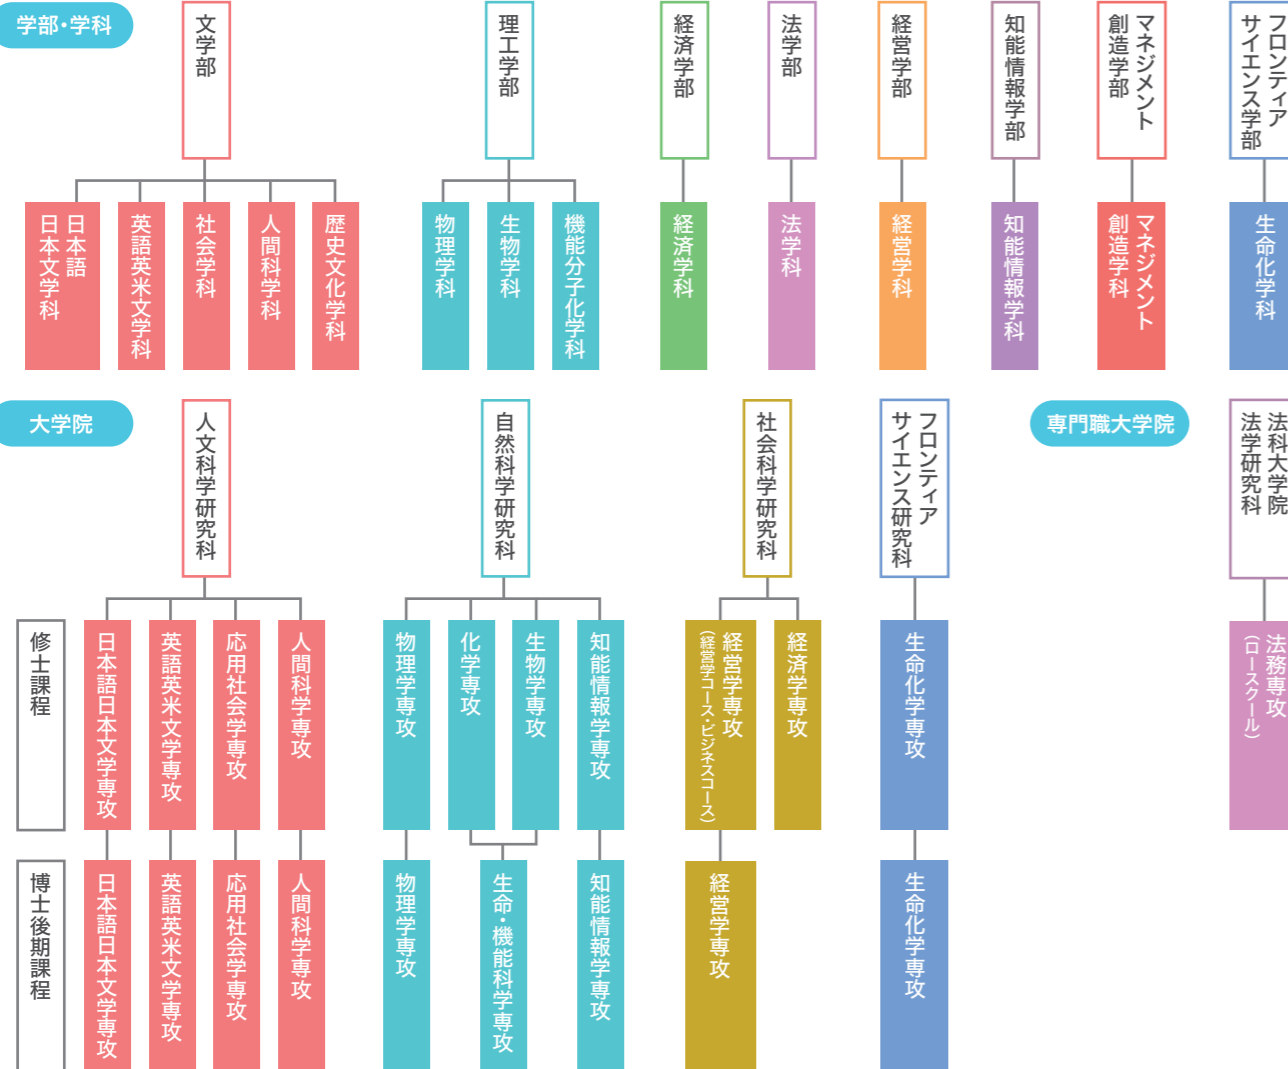 学部・学科
文学部
理工学部
経済学部
法学部
経営学部
知能情報学部
マネジメント
創造学部
フロンティア
サイエンス学部
日本語
日本文学科
英語英米文学科
社会学科
人間科学科
歴史文化学科
物理学科
生物学科
機能分子化学科
経済学科
法学科
経営学科
知能情報学科
マネジメント
創造学科
生命化学科
大学院
人文科学研究科
自然科学研究科
社会科学研究科
フロンティア
サイエンス研究科
専門職大学院
法科大学院
法学研究科
修士課程
日本語日本文学専攻
英語英米文学専攻
応用社会学専攻
人間科学専攻
物理学専攻
化学専攻
生物学専攻
知能情報学専攻
経営学専攻
（経営学コース・ビジネスコース）
経済学専攻
生命化学専攻
法務専攻
（ロースクール）
博士後期課程
日本語日本文学専攻
英語英米文学専攻
応用社会学専攻
人間科学専攻
物理学専攻
生命・機能科学専攻
知能情報学専攻
経営学専攻
生命化学専攻